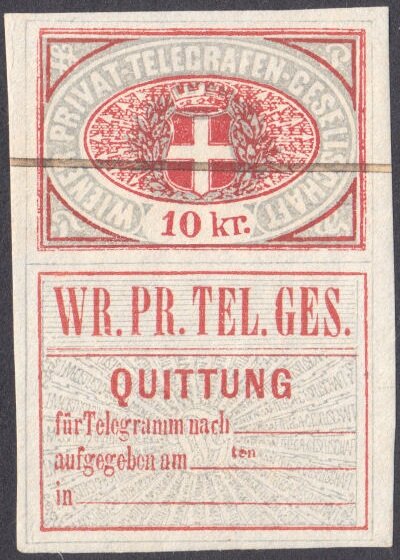 WIENER PRIVAT-TELEGRAFEN-GESELLSCHAFT
10 kr.
WR. PR. TEL. GES.
QUITTUNG
für Telegramm nach
aufgegeben am ten
in